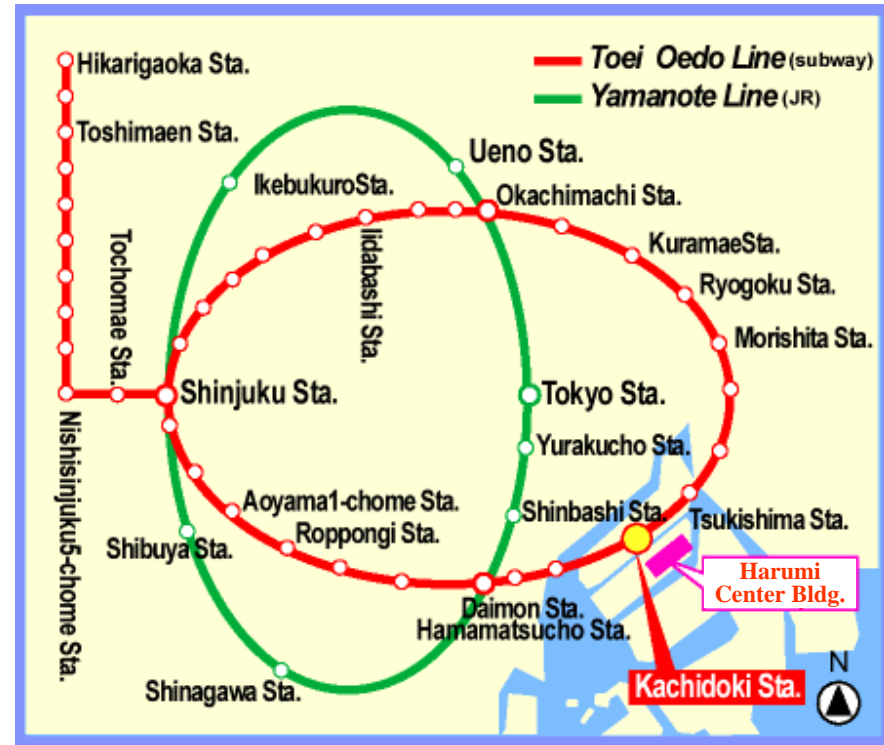 Hikarigaoka Sta.
Toei Oedo Line (subway)
Yamanote Line (JR)
Toshimaen Sta.
Ueno Sta.
IkebukuroSta.
Okachimachi Sta.
Iidabashi Sta.
Tochomae Sta.
KuramaeSta.
Ryogoku Sta.
Morishita Sta.
Shinjuku Sta.
Tokyo Sta.
Nishisinjuku5-chome Sta.
Yurakucho Sta.
Aoyama1-chome Sta.
Shinbashi Sta.
Tsukishima Sta.
Roppongi Sta.
Shibuya Sta.
Harumi
Center Bldg.
Daimon Sta.
Hamamatsucho Sta.
Shinagawa Sta.
Kachidoki Sta.
N